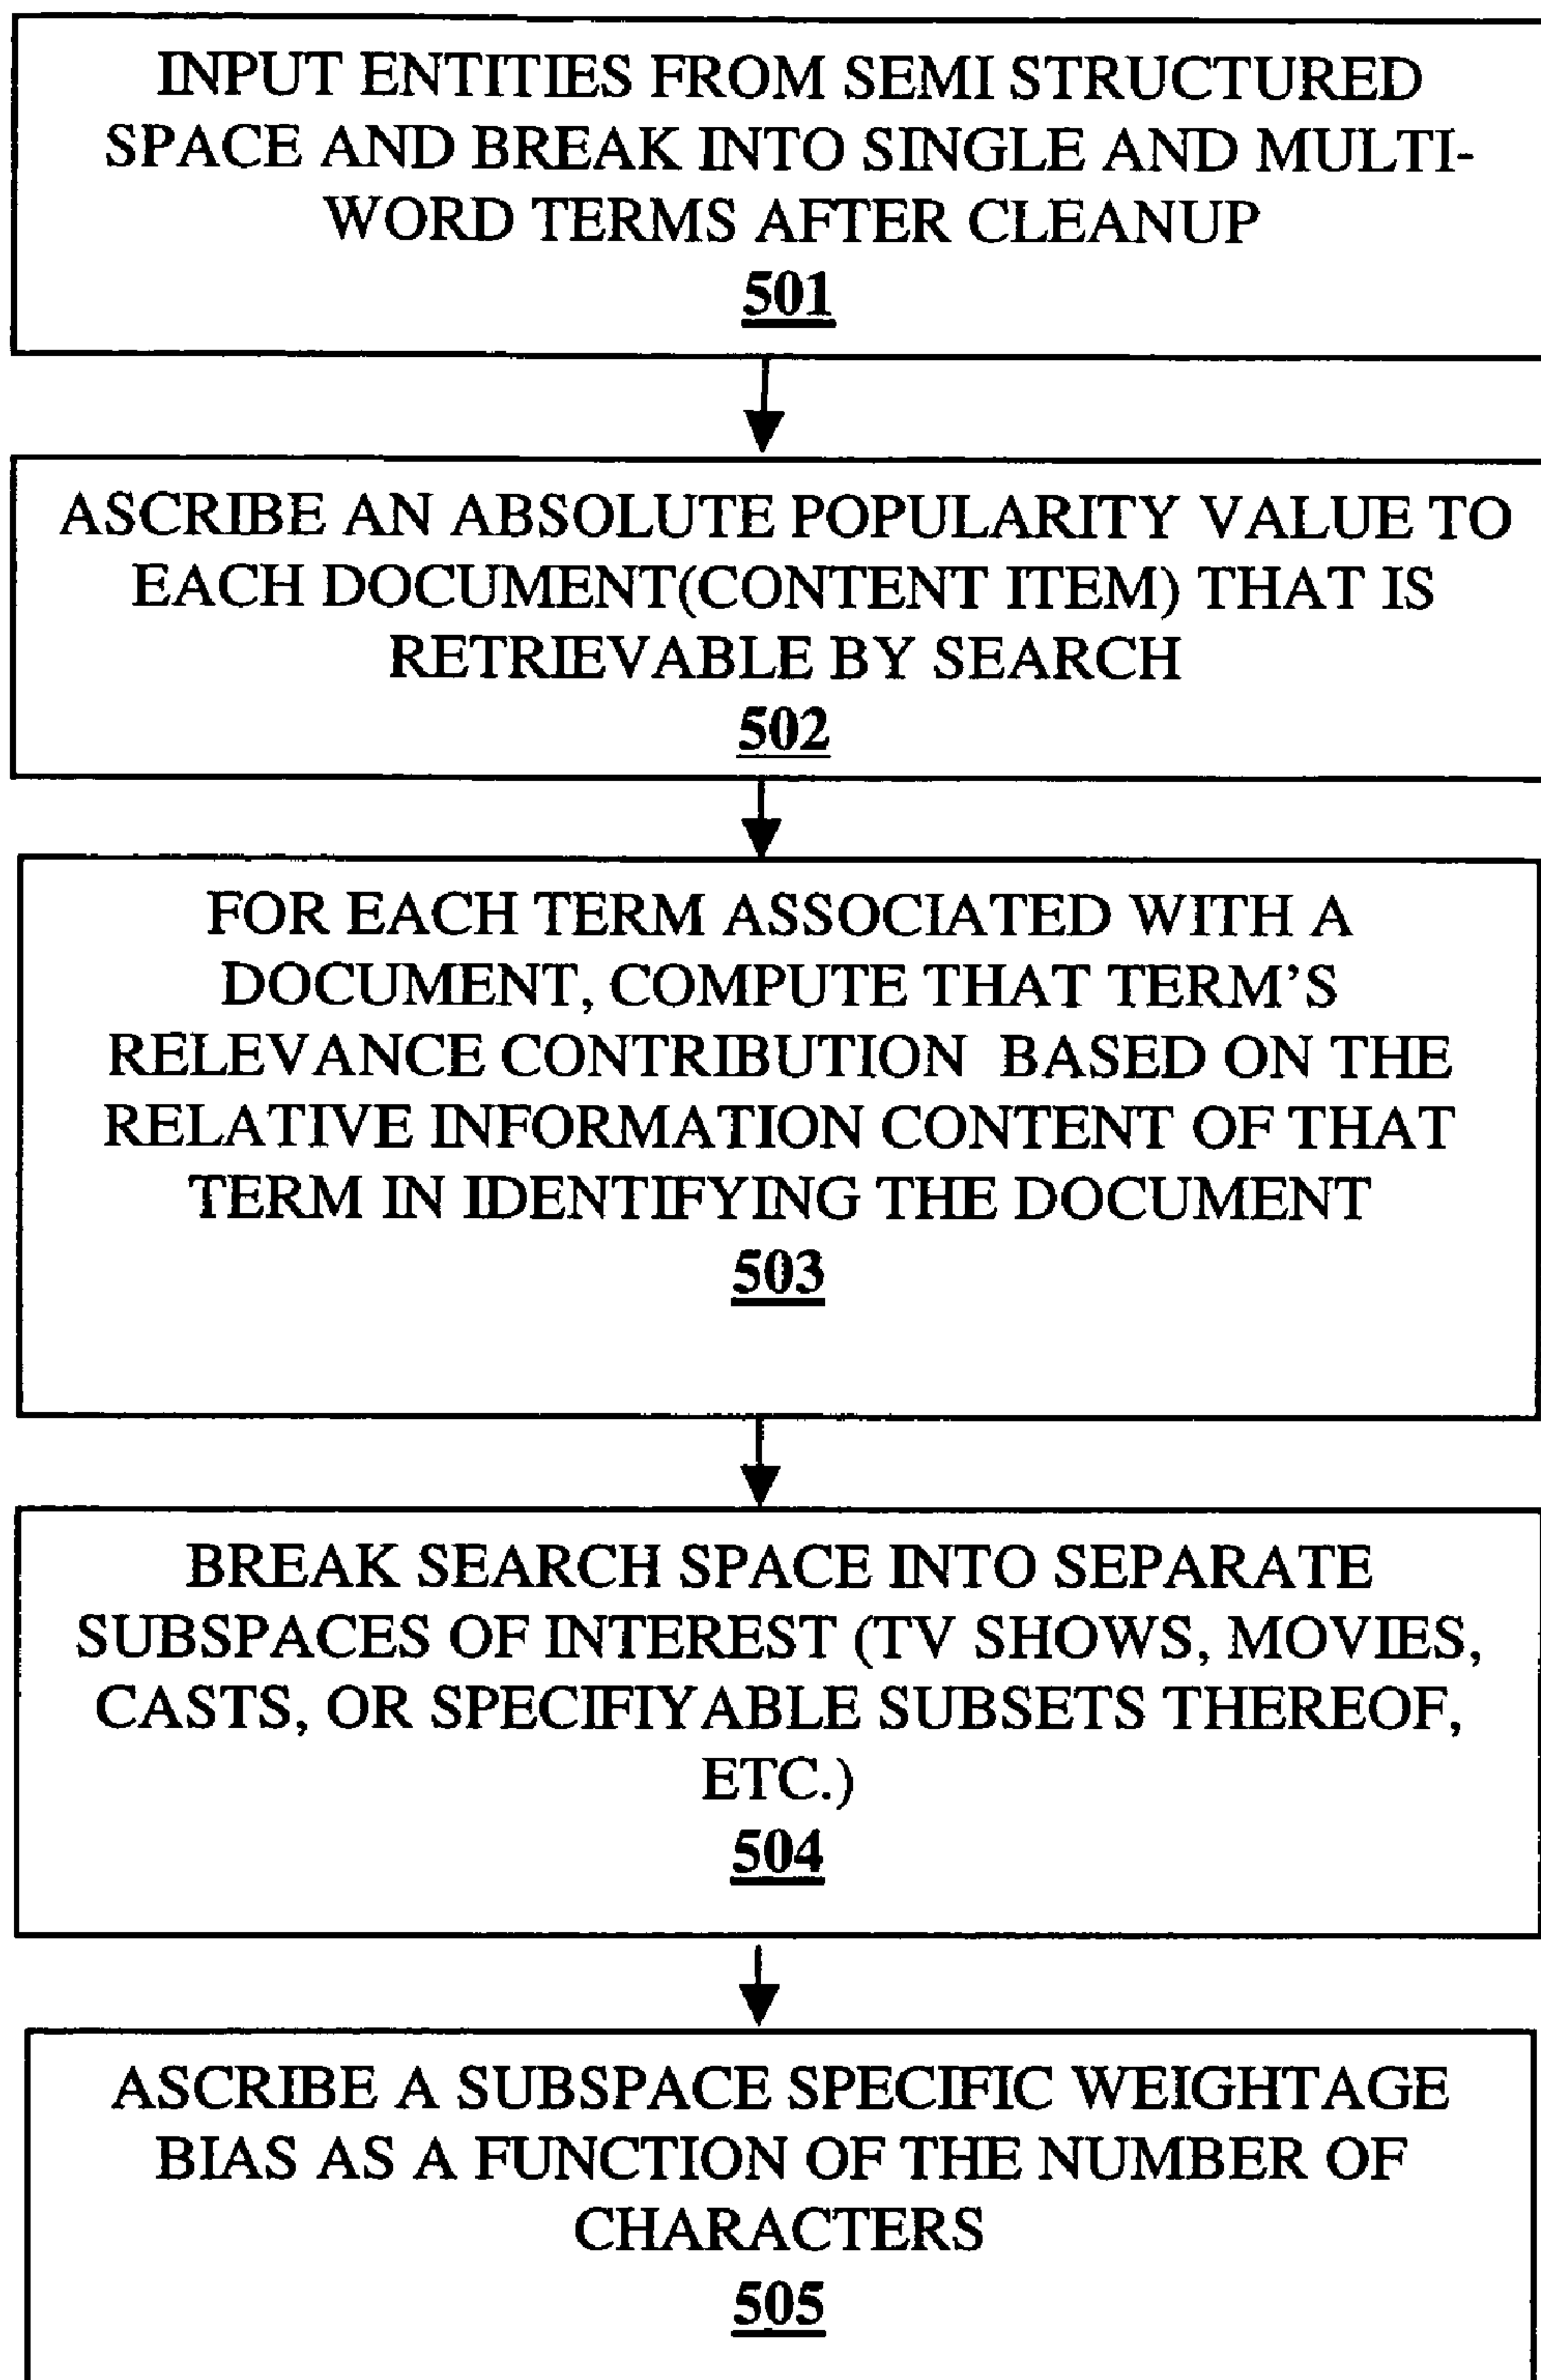 INPUT ENTITIES FROM SEMI STRUCTURED
SPACE AND BREAK INTO SINGLE AND MULTI-
WORD TERMS AFTER CLEANUP
501
ASCRIBE AN ABSOLUTE POPULARITY VALUE TO
EACH DOCUMENT(CONTENT ITEM) THAT IS
RETRIEVABLE BY SEARCH
502
FOR EACH TERM ASSOCIATED WITH A
DOCUMENT, COMPUTE THAT TERM'S
RELEVANCE CONTRIBUTION BASED ON THE
RELATIVE INFORMATION CONTENT OF THAT
TERM IN IDENTIFYING THE DOCUMENT
503
BREAK SEARCH SPACE INTO SEPARATE
SUBSPACES OF INTEREST (TV SHOWS, MOVIES,
CASTS, OR SPECIFIYABLE SUBSETS THEREOF,
ETC.)
504
ASCRIBE A SUBSPACE SPECIFIC WEIGHTAGE
BIAS AS A FUNCTION OF THE NUMBER OF
CHARACTERS
505